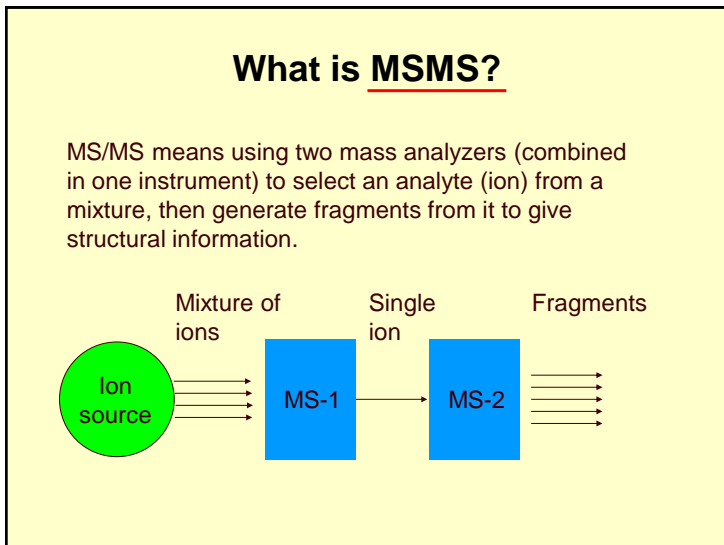 What is MSMS?
MS/MS means using two mass analyzers (combined
in one instrument) to select an analyte (ion) from a
mixture, then generate fragments from it to give
structural information.
Mixture of
ions
Single
ion
Fragments
Ion
source
MS-1
MS-2